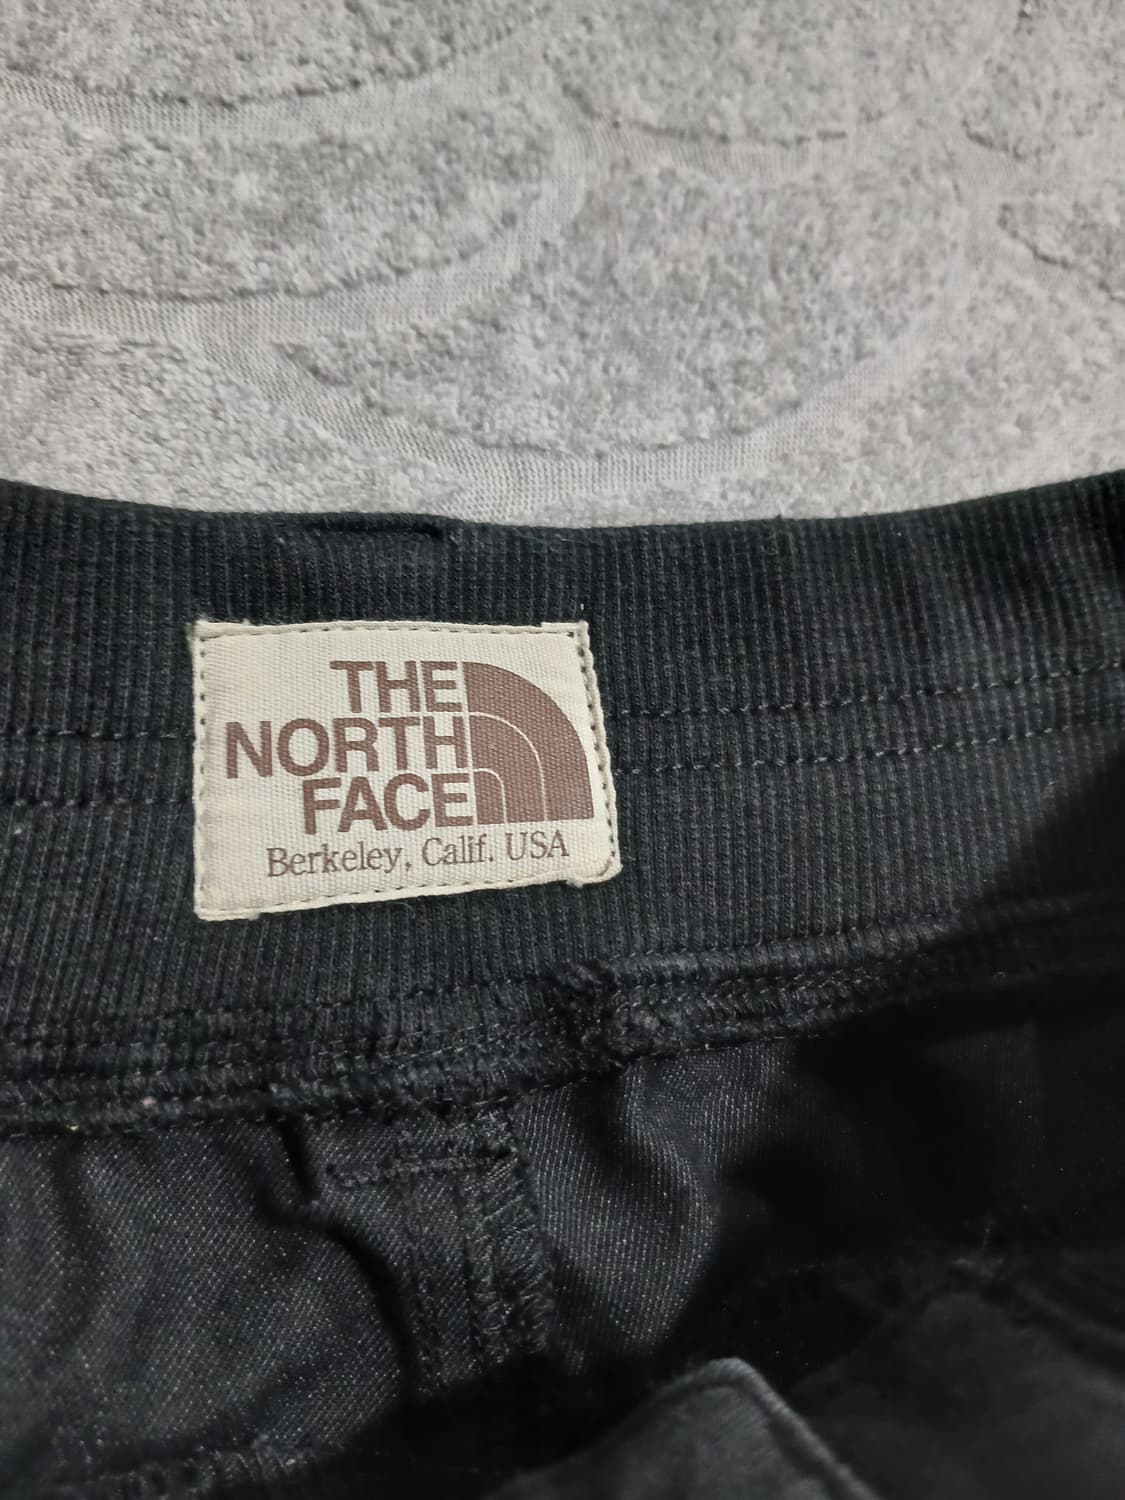 THE
NORTH
FACE
Berkeley, Calif. USA